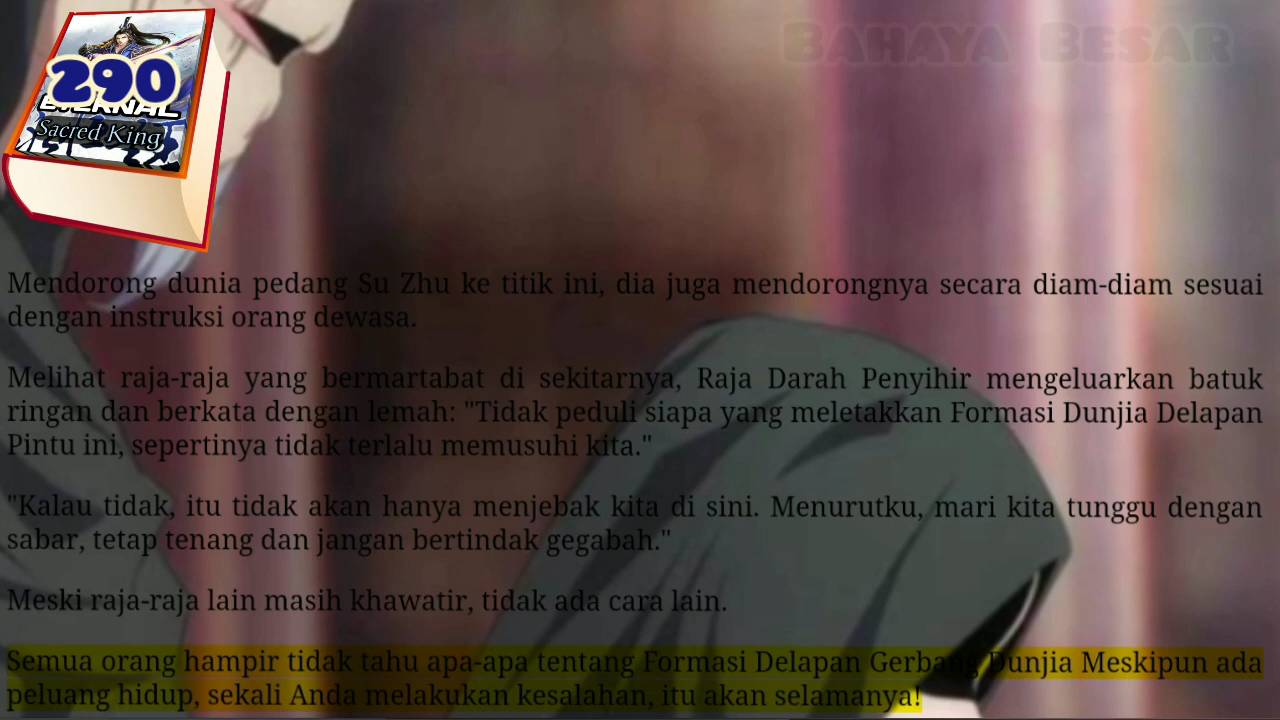 Bahaya Besar
290
ETERNAL
Sacred King
Mendorong dunia pedang Su Zhu ke titik ini, dia juga mendorongnya secara diam-diam sesuai
dengan instruksi orang dewasa.
Melihat raja-raja yang bermartabat di sekitarnya, Raja Darah Penyihir mengeluarkan batuk
ringan dan berkata dengan lemah: "Tidak peduli siapa yang meletakkan Formasi Dunjia Delapan
Pintu ini, sepertinya tidak terlalu memusuhi kita."
"Kalau tidak, itu tidak akan hanya menjebak kita di sini. Menurutku, mari kita tunggu dengan
sabar, tetap tenang dan jangan bertindak gegabah."
Meski raja-raja lain masih khawatir, tidak ada cara lain.
Semua orang hampir tidak tahu apa-apa tentang Formasi Delapan Gerbang Dunjia Meskipun ada
peluang hidup, sekali Anda melakukan kesalahan, itu akan selamanya!